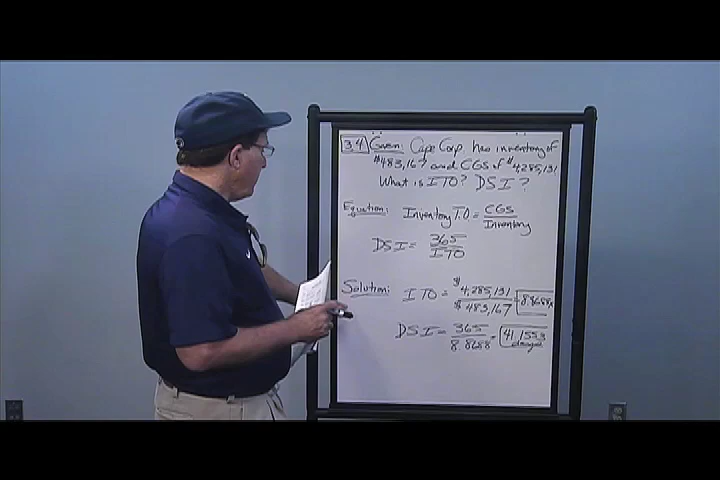 3.4 Given: Cape Corp has inventory of
$483,167 and CGS of $4,285,131
What is ITO? DSI?
Equation: Inventory T.O = CGS / Inventory
DSI = 365 / ITO
Solution: ITO = $4,285,131 / $483,167 = 8.8688x
DSI = 365 / 8.8688 = 41.1553